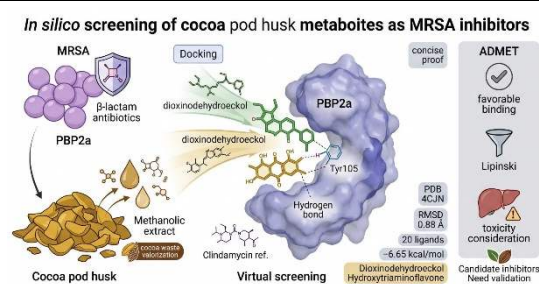 In silico screening of cocoa pod husk metaboites as MRSA inhibitors
MRSA
β-lactam
antibiotics
PBP2a
Cocoa pod husk
Methanolic
extract
cocoa waste
valorization
Docking
dioxinodehydroeckol
dioxinodehydroeckol
PBP2a
Tyr105
Hydrogen
bond
Clindamycin ref.
Virtual screening
concise
proof
PDB
4CJN
RMSD
0.88 Å
20 ligands
−6.65 kcal/mol
Dioxinodehydroeckol
Hydroxytriaminoflavone
ADMET
favorable
binding
Lipinski
toxicity
consideration
Candidate inhibitors
Need validation